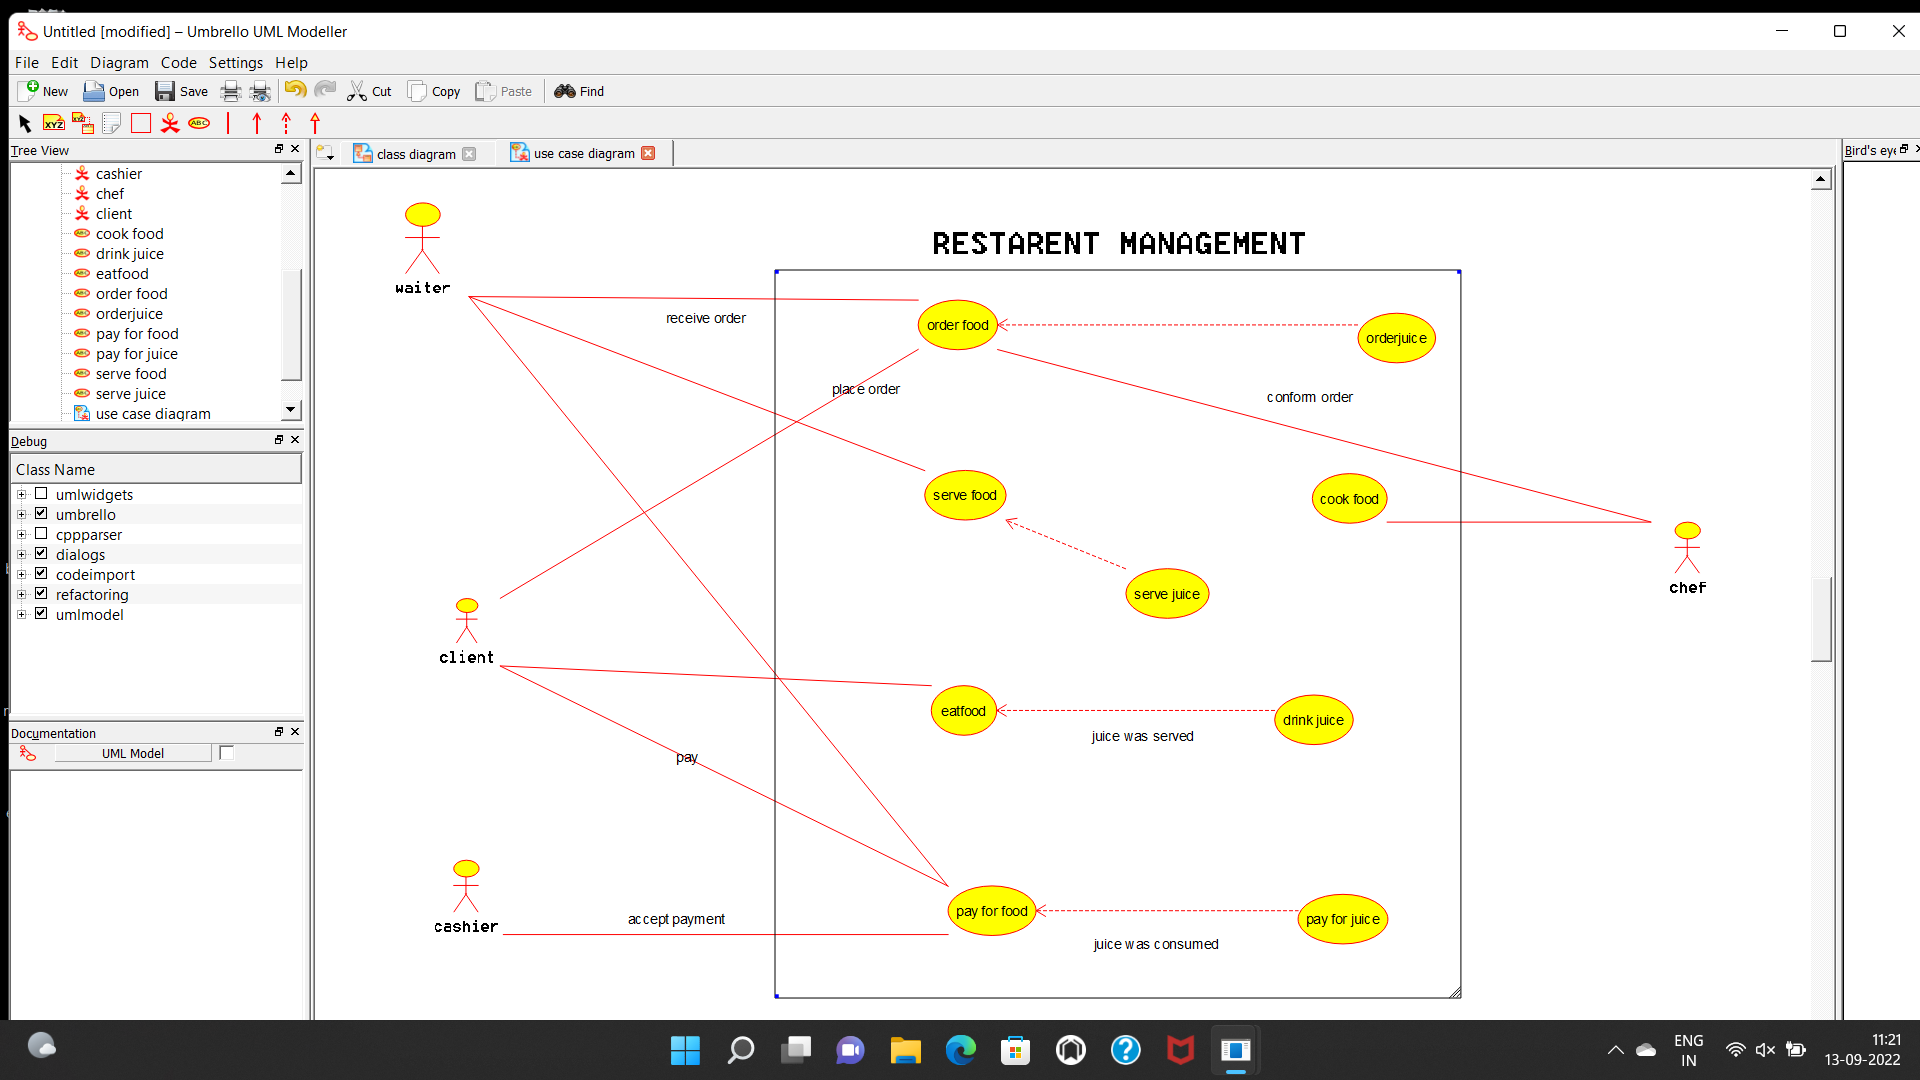 Untitled [modified] – Umbrello UML Modeller
File Edit Diagram Code Settings Help
New Open Save Cut Copy Paste Find
XYZ XYZ ABC
Tree View
cashier
chef
client
cook food
drink juice
eatfood
order food
orderjuice
pay for food
pay for juice
serve food
serve juice
use case diagram
Debug
Class Name
umlwidgets
umbrello
cppparser
dialogs
codeimport
refactoring
umlmodel
Documentation
UML Model
class diagram
use case diagram
Bird's eye
RESTARENT MANAGEMENT
waiter
receive order
order food
orderjuice
place order
conform order
serve food
cook food
serve juice
chef
client
eatfood
drink juice
juice was served
pay
cashier
accept payment
pay for food
pay for juice
juice was consumed
ENG
IN
11:21
13-09-2022